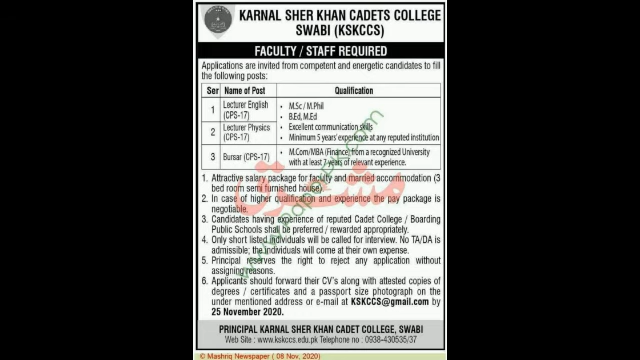 KARNAL SHER KHAN CADETS COLLEGE
SWABI (KSKCCS)
FACULTY / STAFF REQUIRED
Applications are invited from competent and energetic candidates to fill
the following posts:
Ser Name of Post Qualification
1 Lecturer English (CPS-17)
2 Lecturer Physics (CPS-17)
• M.Sc / M.Phil
• B.Ed, M.Ed
• Excellent communication skills
• Minimum 5 years' experience at any reputed institution
3 Bursar (CPS-17)
• M.Com/MBA (Finance) from a recognized University
with at least 7 years of relevant experience.
1. Attractive salary package for faculty and married accommodation (3
bed room semi furnished house)
2. In case of higher qualification and experience the pay package is
negotiable.
3. Candidates having experience of reputed Cadet College / Boarding
Public Schools shall be preferred / rewarded appropriately.
4. Only short listed individuals will be called for interview. No TA/DA is
admissible; the individuals will come at their own expense.
5. Principal reserves the right to reject any application without
assigning reasons.
6. Applicants should forward their CV's along with attested copies of
degrees / certificates and a passport size photograph on the
under mentioned address or e-mail at KSKCCS@gmail.com by
25 November 2020.
PRINCIPAL KARNAL SHER KHAN CADET COLLEGE, SWABI
Web Site : www.kskccs.edu.pk Telephone no : 0938-430535/37
© Mashriq Newspaper ( 08 Nov, 2020)
مشرق